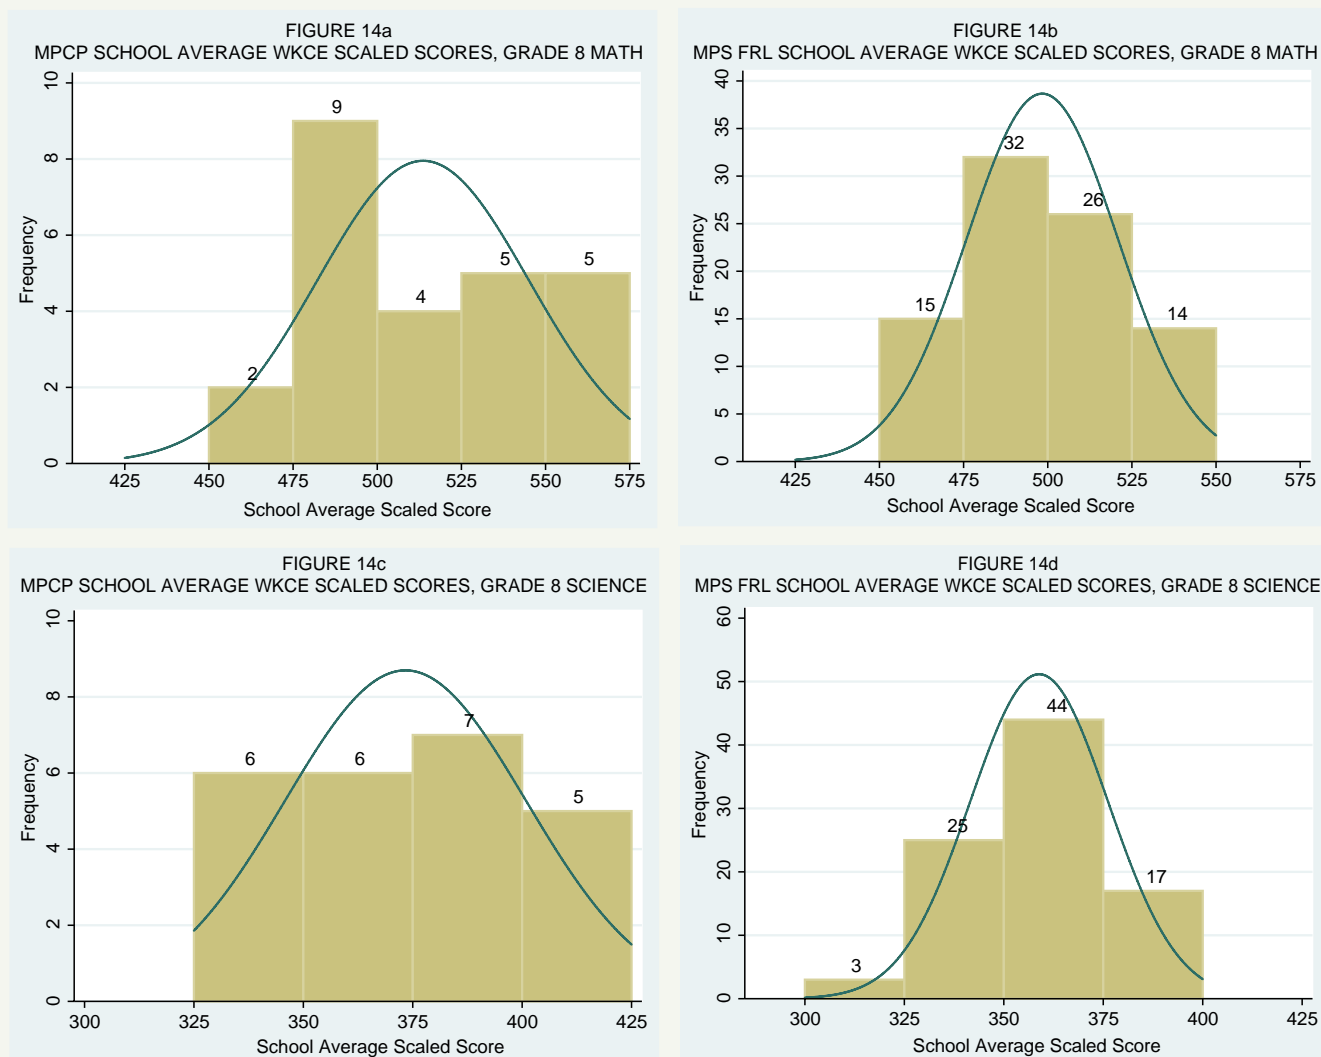 FIGURE 14a
MPCP SCHOOL AVERAGE WKCE SCALED SCORES, GRADE 8 MATH
10
8
6
4
2
0
Frequency
2
9
4
5
5
425 450 475 500 525 550 575
School Average Scaled Score
FIGURE 14b
MPS FRL SCHOOL AVERAGE WKCE SCALED SCORES, GRADE 8 MATH
40
35
30
25
20
15
10
5
0
Frequency
15
32
26
14
425 450 475 500 525 550 575
School Average Scaled Score
FIGURE 14c
MPCP SCHOOL AVERAGE WKCE SCALED SCORES, GRADE 8 SCIENCE
10
8
6
4
2
0
Frequency
6
6
7
5
300 325 350 375 400 425
School Average Scaled Score
FIGURE 14d
MPS FRL SCHOOL AVERAGE WKCE SCALED SCORES, GRADE 8 SCIENCE
60
50
40
30
20
10
0
Frequency
3
25
44
17
300 325 350 375 400 425
School Average Scaled Score